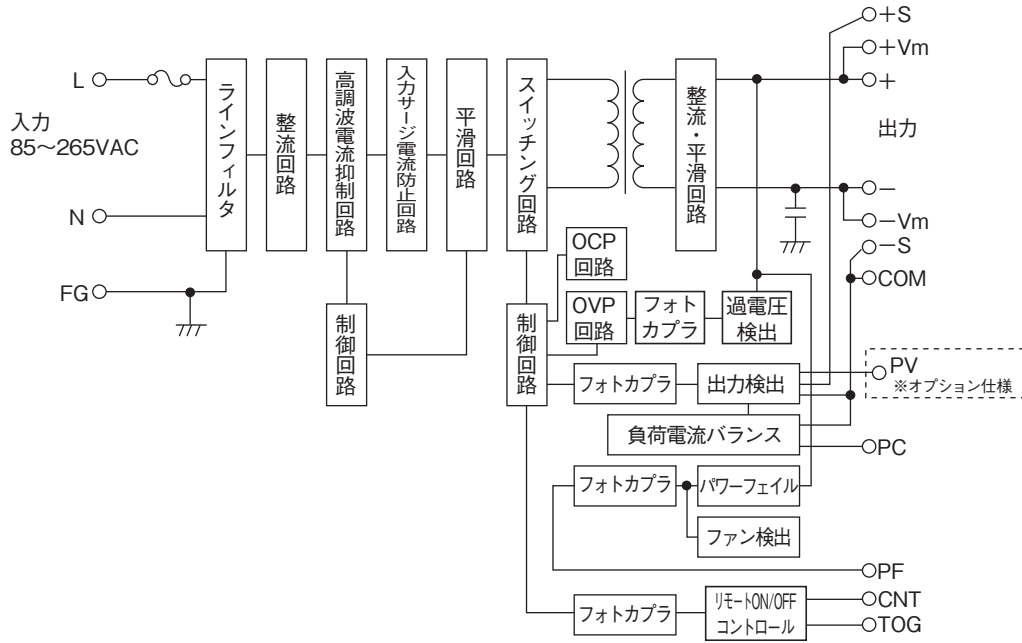 +S
+Vm
+
出力
−
−Vm
−S
COM
L
入力
85〜265VAC
N
FG
ラインフィルタ
整流回路
高調波電流抑制回路
入力サージ電流防止回路
平滑回路
スイッチング回路
整流・平滑回路
制御回路
制御回路
OCP
回路
OVP
回路
フォト
カプラ
過電圧
検出
フォトカプラ
出力検出
PV
※オプション仕様
負荷電流バランス
PC
フォトカプラ
パワーフェイル
ファン検出
PF
フォトカプラ
リモートON/OFF
コントロール
CNT
TOG